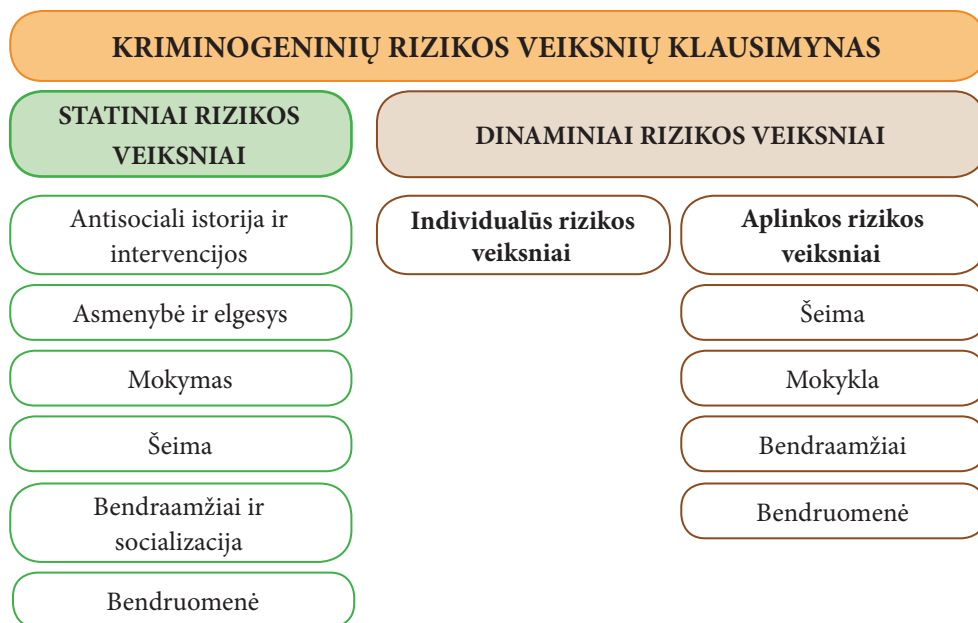 KRIMINOGENINIŲ RIZIKOS VEIKSNIŲ KLAUSIMYNAS
STATINIAI RIZIKOS
VEIKSNIAI
Antisociali istorija ir
intervencijos
Asmenybė ir elgesys
Mokymas
Šeima
Bendraamžiai ir
socializacija
Bendruomenė
DINAMINIAI RIZIKOS VEIKSNIAI
Individualūs rizikos
veiksniai
Aplinkos rizikos
veiksniai
Šeima
Mokykla
Bendraamžiai
Bendruomenė